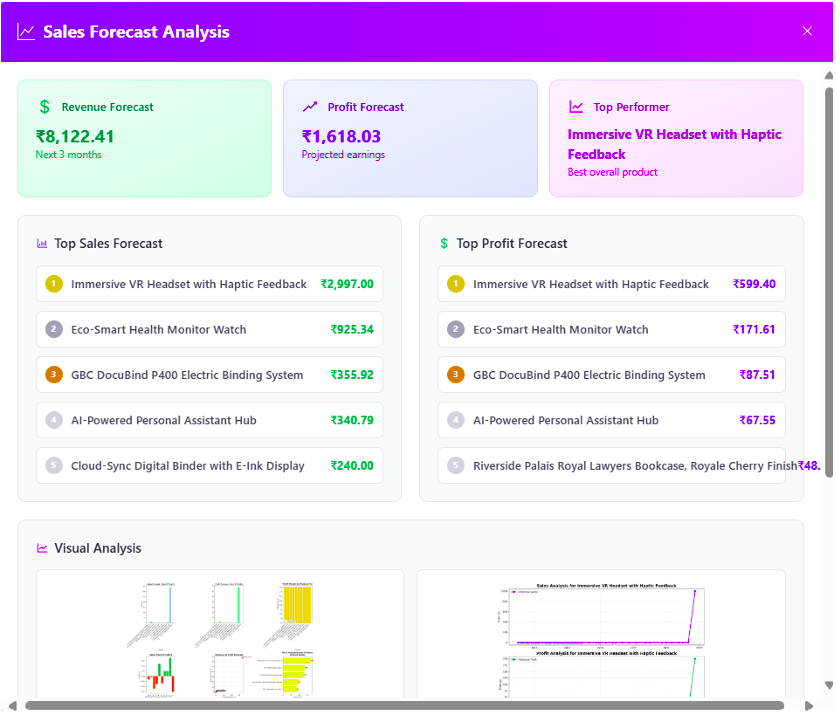 Sales Forecast Analysis
Revenue Forecast
₹8,122.41
Next 3 months
Profit Forecast
₹1,618.03
Projected earnings
Top Performer
Immersive VR Headset with Haptic
Feedback
Best overall product
Top Sales Forecast
1 Immersive VR Headset with Haptic Feedback ₹2,997.00
2 Eco-Smart Health Monitor Watch ₹925.34
3 GBC DocuBind P400 Electric Binding System ₹355.92
4 AI-Powered Personal Assistant Hub ₹340.79
5 Cloud-Sync Digital Binder with E-Ink Display ₹240.00
$ Top Profit Forecast
1 Immersive VR Headset with Haptic Feedback ₹599.40
2 Eco-Smart Health Monitor Watch ₹171.61
3 GBC DocuBind P400 Electric Binding System ₹87.51
4 AI-Powered Personal Assistant Hub ₹67.55
5 Riverside Palais Royal Lawyers Bookcase, Royale Cherry Finish ₹48.
Visual Analysis
Sales Analysis for Immersive VR Headset with Haptic Feedback
Profit Analysis for Immersive VR Headset with Haptic Feedback